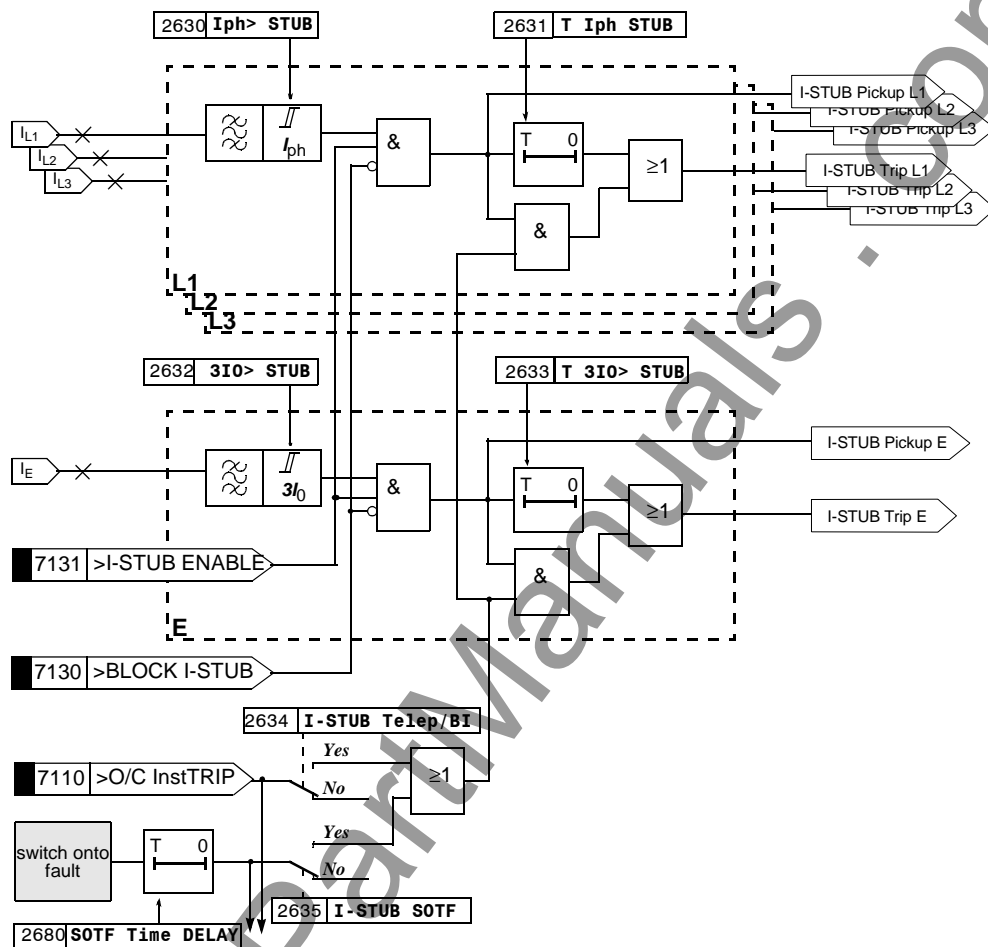 2630 Iph> STUB
2631 T Iph STUB
I-STUB Pickup L1
I-STUB Pickup L2
I-STUB Pickup L3
IL1
IL2
IL3
Iph
&
T 0
≥1
&
I-STUB Trip L1
I-STUB Trip L2
I-STUB Trip L3
L1
L2
L3
2632 3I0> STUB
2633 T 3I0> STUB
I-STUB Pickup E
IE
3I0
&
T 0
≥1
&
I-STUB Trip E
7131 >I-STUB ENABLE
E
7130 >BLOCK I-STUB
2634 I-STUB Telep/BI
Yes
7110 >O/C InstTRIP
No
≥1
Yes
switch onto
fault
T 0
No
2635 I-STUB SOTF
2680 SOTF Time DELAY
PartManuals . co